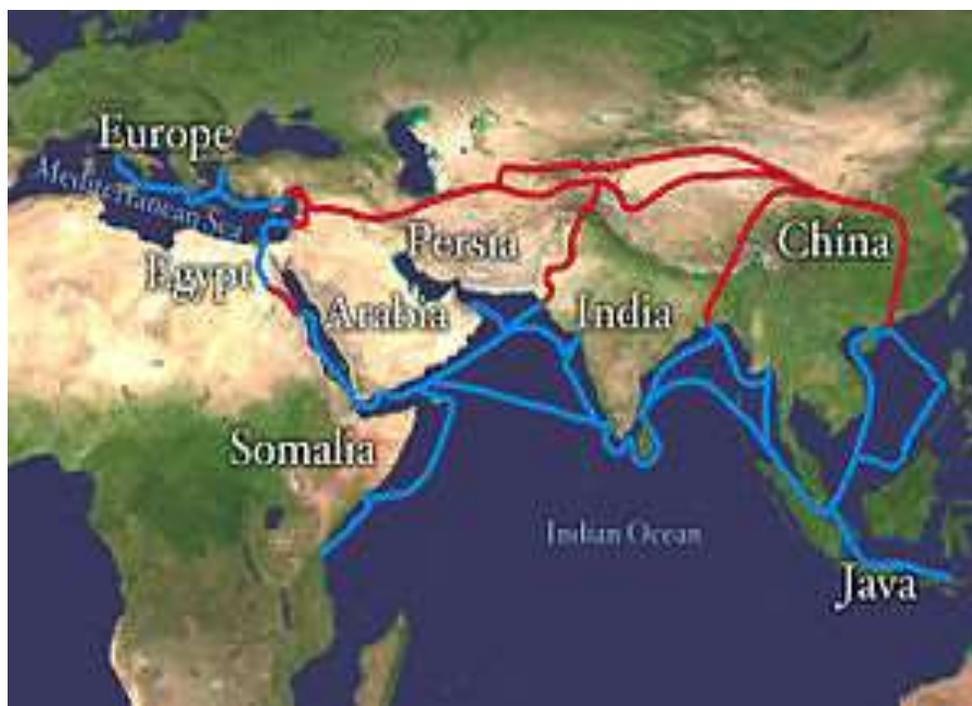 Europe
Mediterranean Sea
Egypt
Persia
China
Arabia
India
Somalia
Indian Ocean
Java